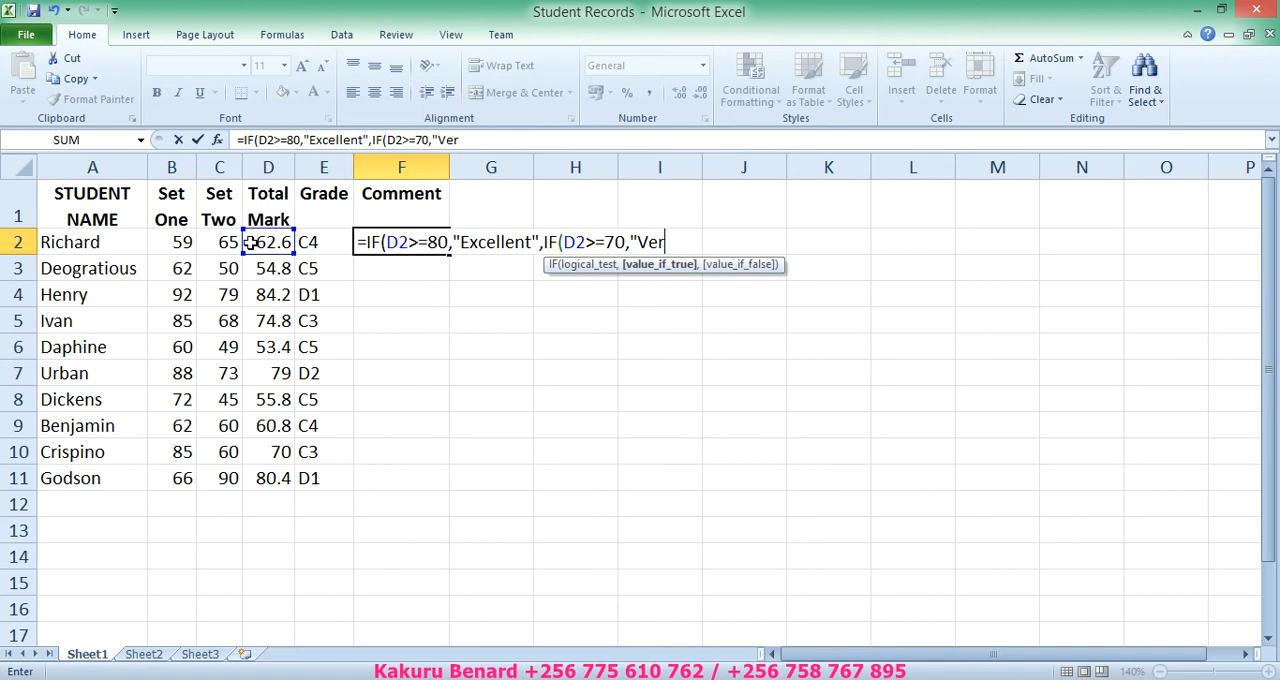 Student Records - Microsoft Excel
File Home Insert Page Layout Formulas Data Review View Team
Paste Cut Copy Format Painter Clipboard
11 B I U A A A Font
Wrap Text Merge & Center Alignment
General % , Number
Conditional Formatting Format as Table Cell Styles Styles
Insert Delete Format Cells
Σ AutoSum Fill Clear Sort & Filter Find & Select Editing
SUM fx =IF(D2>=80,"Excellent",IF(D2>=70,"Ver
A B C D E F G H I J K L M N O P
1 STUDENT NAME Set One Set Two Total Mark Grade Comment
2 Richard 59 65 62.6 C4 =IF(D2>=80,"Excellent",IF(D2>=70,"Ver
IF(logical_test, [value_if_true], [value_if_false])
3 Deogratious 62 50 54.8 C5
4 Henry 92 79 84.2 D1
5 Ivan 85 68 74.8 C3
6 Daphine 60 49 53.4 C5
7 Urban 88 73 79 D2
8 Dickens 72 45 55.8 C5
9 Benjamin 62 60 60.8 C4
10 Crispino 85 60 70 C3
11 Godson 66 90 80.4 D1
12
13
14
15
16
17
Sheet1 Sheet2 Sheet3
Enter Kakuru Benard +256 775 610 762 / +256 758 767 895 140%